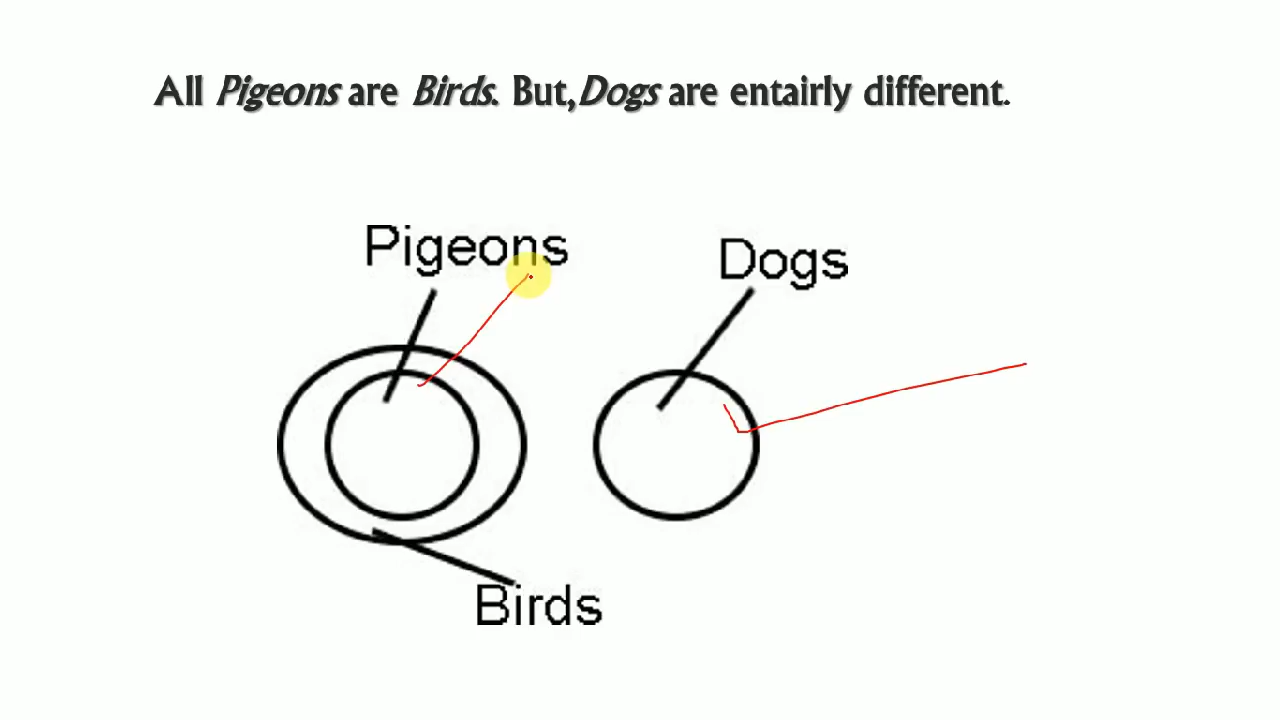 All Pigeons are Birds. But,Dogs are entairly different.
Pigeons
Dogs
Birds